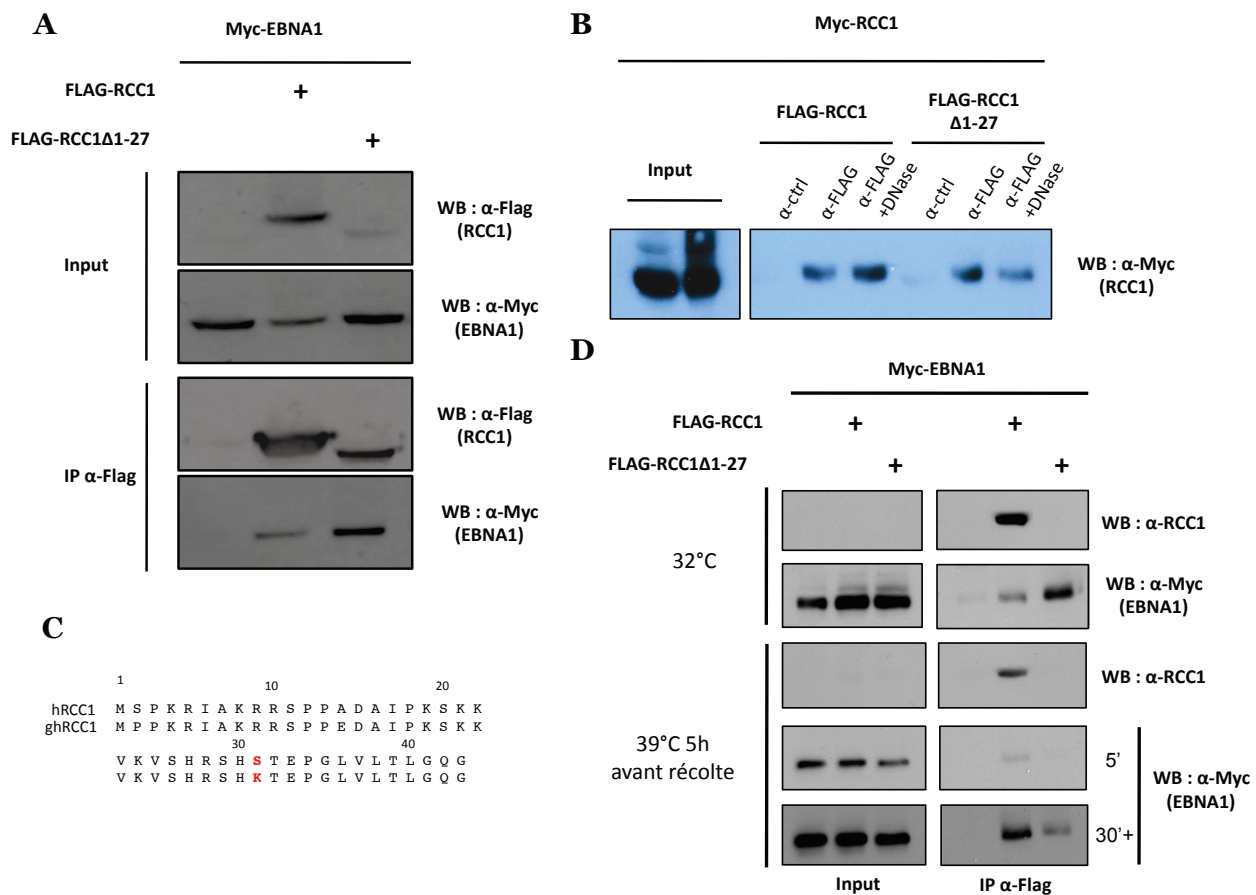 A
Myc-EBNA1
FLAG-RCC1
+
FLAG-RCC1Δ1-27
+
Input
WB : α-Flag
(RCC1)
WB : α-Myc
(EBNA1)
IP α-Flag
WB : α-Flag
(RCC1)
WB : α-Myc
(EBNA1)
B
Myc-RCC1
FLAG-RCC1
FLAG-RCC1
Δ1-27
Input
α-ctrl
α-FLAG
α-FLAG
+DNase
α-ctrl
α-FLAG
α-FLAG
+DNase
WB : α-Myc
(RCC1)
C
1 10 20
hRCC1 M S P K R I A K R R S P P A D A I P K S K K
ghRCC1 M P P K R I A K R R S P P E D A I P K S K K
30 40
V K V S H R S H S T E P G L V L T L G Q G
V K V S H R S H K T E P G L V L T L G Q G
D
Myc-EBNA1
FLAG-RCC1
+ +
FLAG-RCC1Δ1-27
+ +
32°C
WB : α-RCC1
WB : α-Myc
(EBNA1)
39°C 5h
avant récolte
WB : α-RCC1
5'
30'+
WB : α-Myc
(EBNA1)
Input IP α-Flag